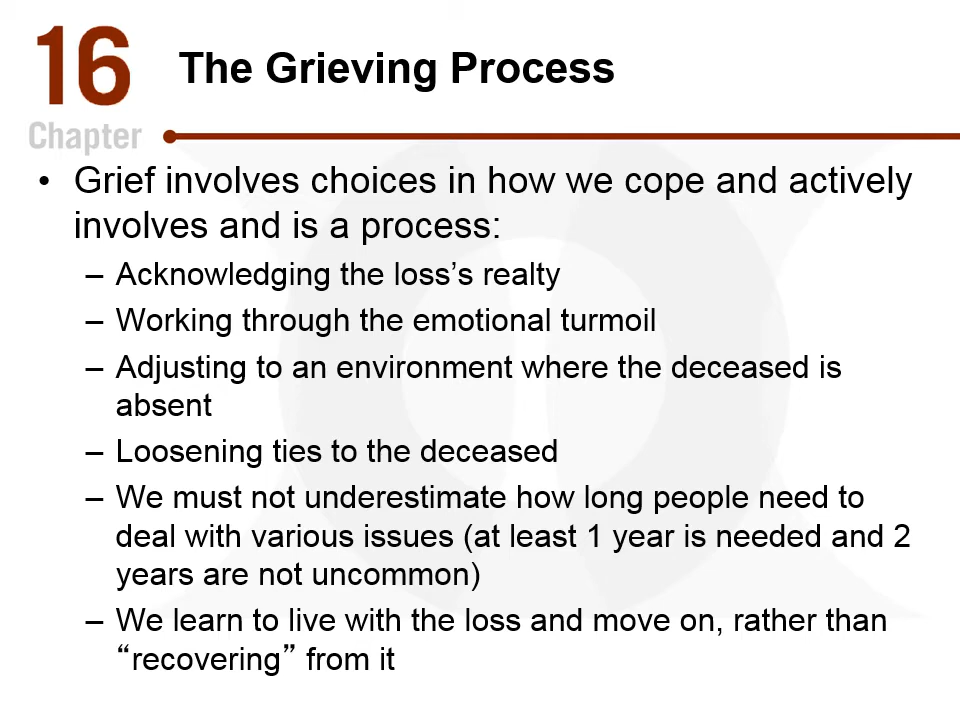 16
Chapter
The Grieving Process
• Grief involves choices in how we cope and actively
involves and is a process:
– Acknowledging the loss’s realty
– Working through the emotional turmoil
– Adjusting to an environment where the deceased is
absent
– Loosening ties to the deceased
– We must not underestimate how long people need to
deal with various issues (at least 1 year is needed and 2
years are not uncommon)
– We learn to live with the loss and move on, rather than
“recovering” from it